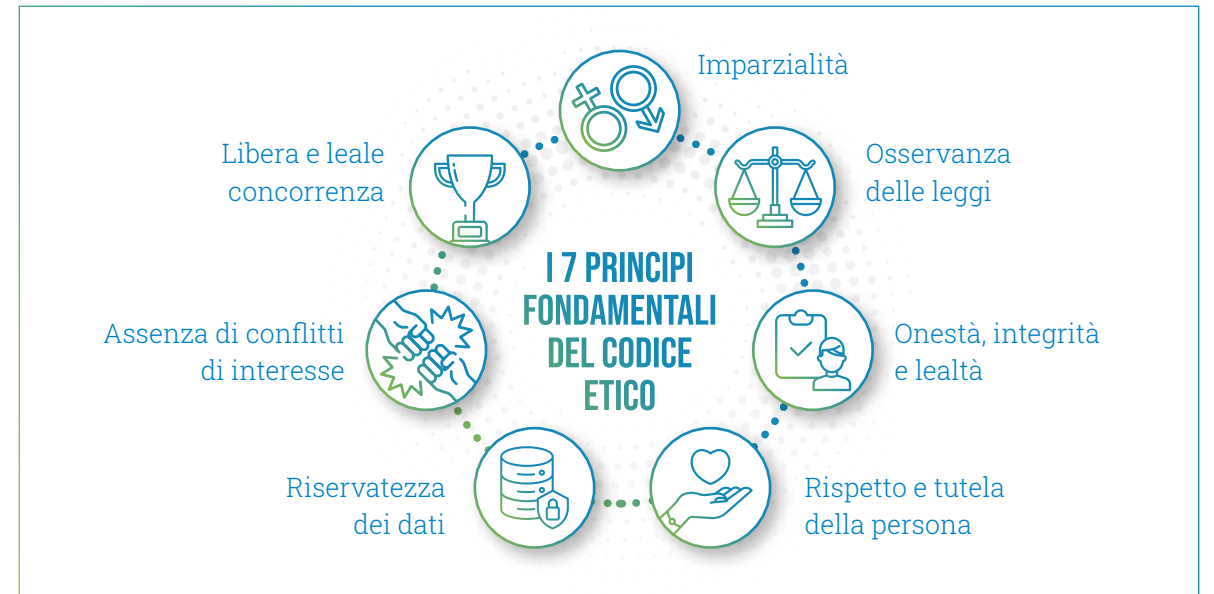 Imparzialità
Libera e leale
concorrenza
Osservanza
delle leggi
I 7 PRINCIPI
FONDAMENTALI
DEL CODICE
ETICO
Assenza di conflitti
di interesse
Onestà, integrità
e lealtà
Riservatezza
dei dati
Rispetto e tutela
della persona